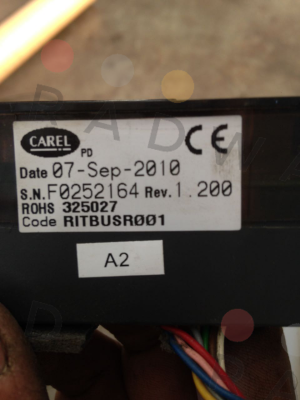 CAREL
PD
Date 07-Sep-2010
S.N.F0252164 Rev.1.200
ROHS 325027
Code RITBUSR001
CE
A2